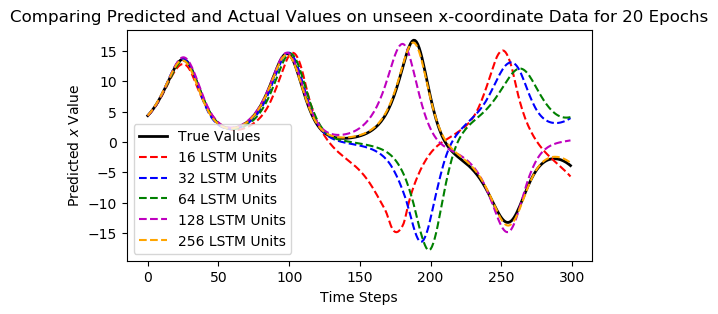 Comparing Predicted and Actual Values on unseen x-coordinate Data for 20 Epochs
Predicted x Value
15
10
5
0
−5
−10
−15
True Values
16 LSTM Units
32 LSTM Units
64 LSTM Units
128 LSTM Units
256 LSTM Units
0 50 100 150 200 250 300
Time Steps